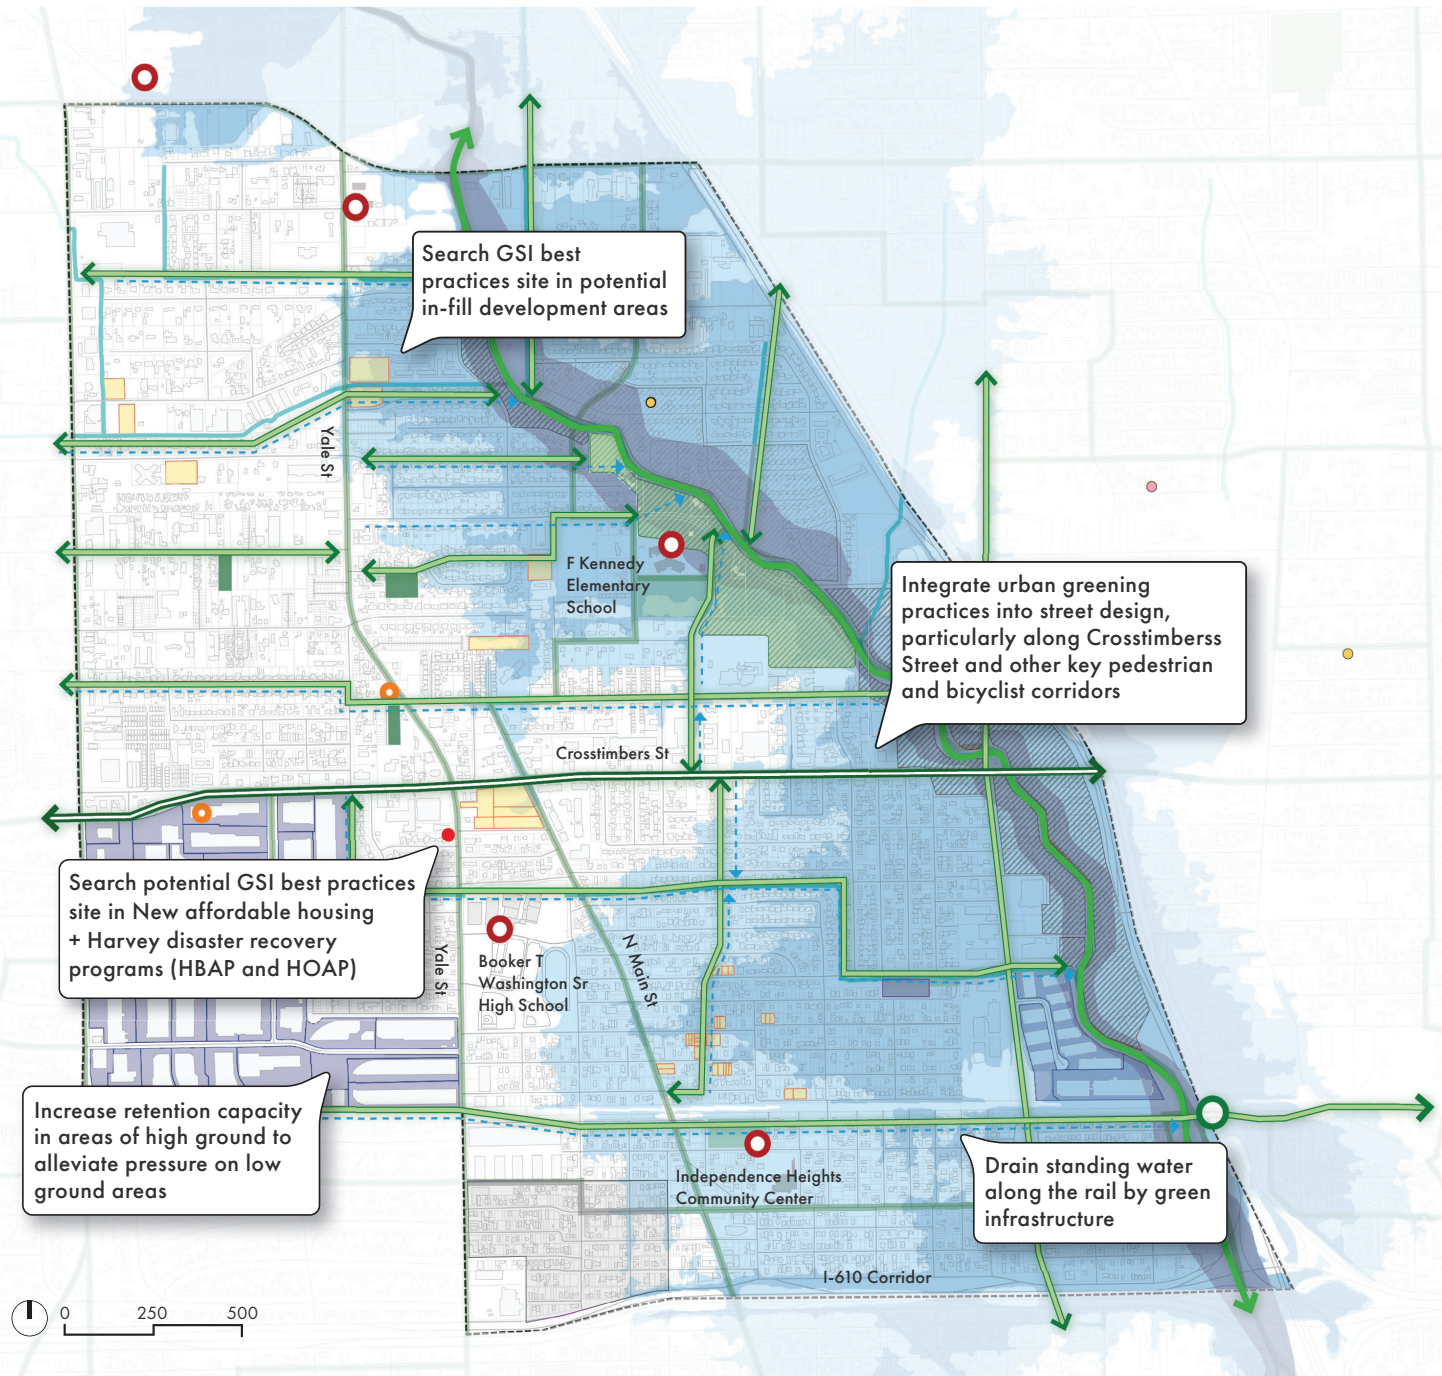 Search GSI best
practices site in potential
in-fill development areas
Yale St
F Kennedy
Elementary
School
Integrate urban greening
practices into street design,
particularly along Crosstimberss
Street and other key pedestrian
and bicyclist corridors
Crosstimbers St
Search potential GSI best practices
site in New affordable housing
+ Harvey disaster recovery
programs (HBAP and HOAP)
Yale St
Booker T
Washington Sr
High School
N Main St
Increase retention capacity
in areas of high ground to
alleviate pressure on low
ground areas
Independence Heights
Community Center
Drain standing water
along the rail by green
infrastructure
I-610 Corridor
0 250 500